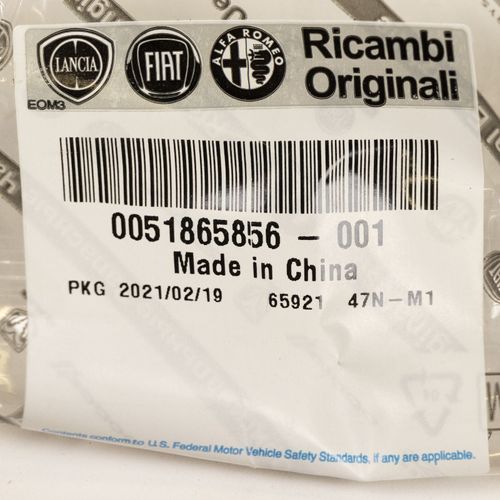 LANCIA
FIAT
ALFA ROMEO
Ricambi
Originali
EOM3
0051865856 - 001
Made in China
PKG 2021/02/19 65921 47N-M1
Contents conform to U.S. Federal Motor Vehicle Safety Standards, if any are applicable.